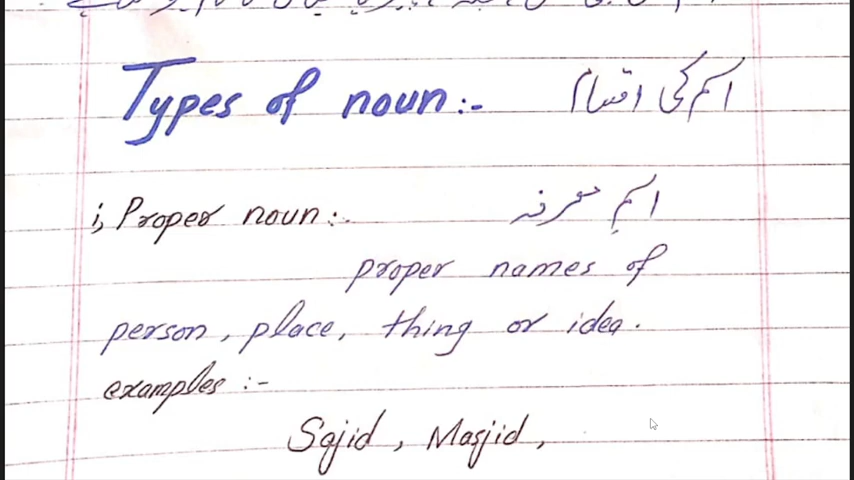 Types of noun:- اسم کی اقسام
i, Proper noun:- اسم معرفہ
proper names of
person, place, thing or idea.
examples :-
Sajid, Masjid,